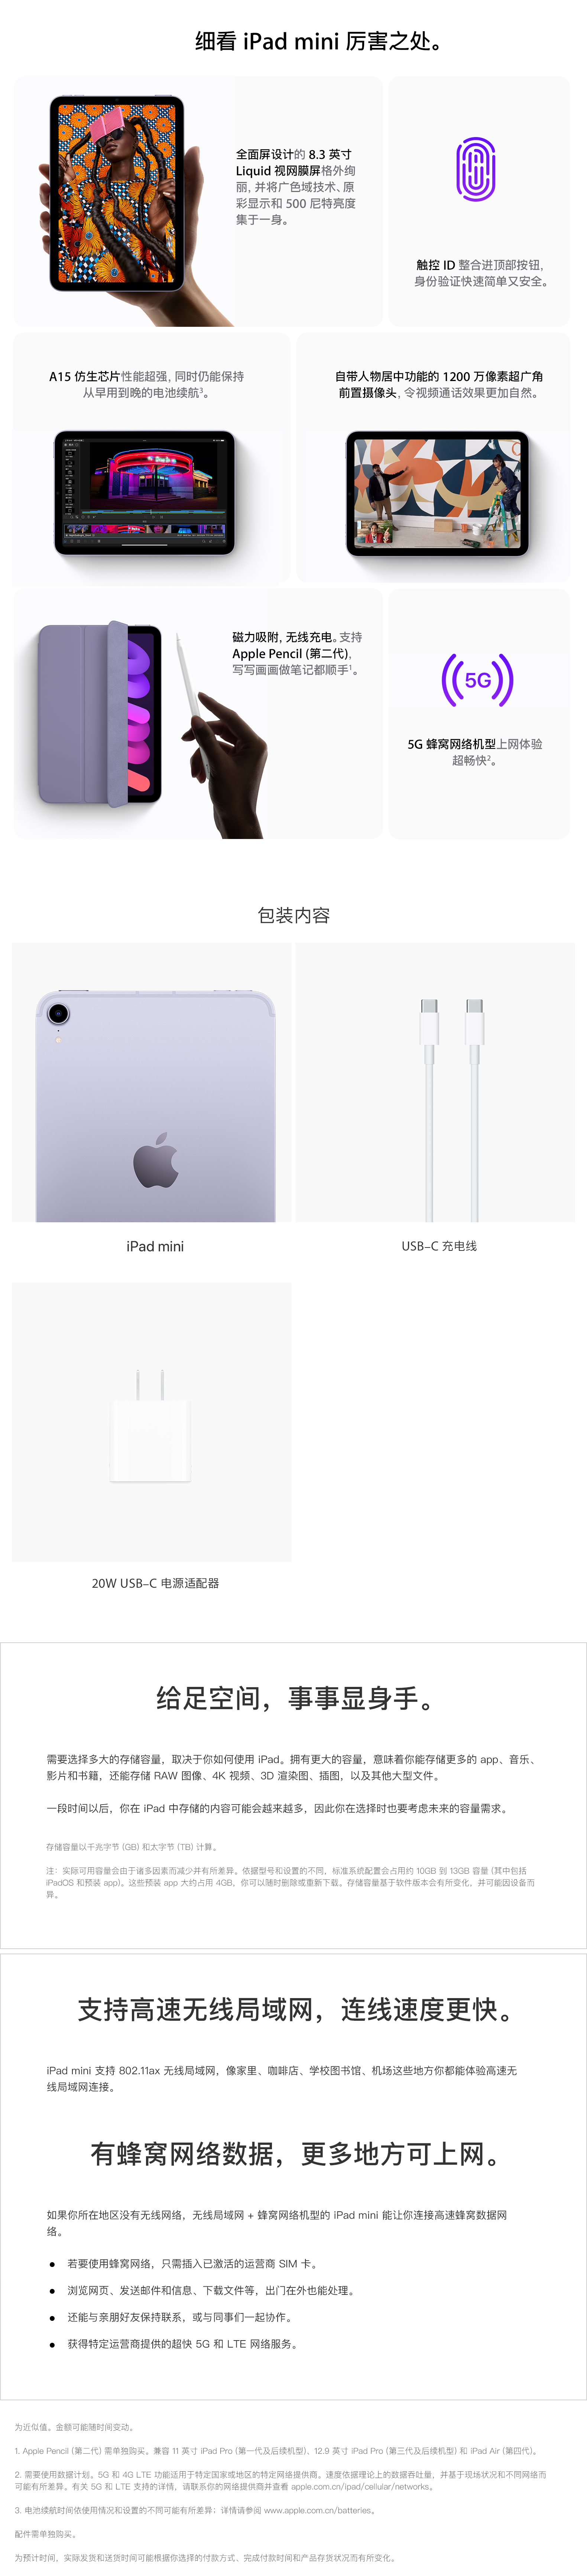 细看 iPad mini 厉害之处。
全面屏设计的 8.3 英寸
Liquid 视网膜屏格外绚
丽，并将广色域技术、原
彩显示和 500 尼特亮度
集于一身。
触控 ID 整合进顶部按钮，
身份验证快速简单又安全。
A15 仿生芯片性能超强，同时仍能保持
从早用到晚的电池续航³。
自带人物居中功能的 1200 万像素超广角
前置摄像头，令视频通话效果更加自然。
磁力吸附，无线充电。支持
Apple Pencil (第二代)，
写写画画做笔记都顺手¹。
5G
5G 蜂窝网络机型上网体验
超畅快²。
包装内容
iPad mini
USB-C 充电线
20W USB-C 电源适配器
给足空间，事事显身手。
需要选择多大的存储容量，取决于你如何使用 iPad。拥有更大的容量，意味着你能存储更多的 app、音乐、
影片和书籍，还能存储 RAW 图像、4K 视频、3D 渲染图、插图，以及其他大型文件。
一段时间以后，你在 iPad 中存储的内容可能会越来越多，因此你在选择时也要考虑未来的容量需求。
存储容量以千兆字节 (GB) 和太字节 (TB) 计算。
注：实际可用容量会由于诸多因素而减少并有所差异。依据型号和设置的不同，标准系统配置会占用约 10GB 到 13GB 容量 (其中包括
iPadOS 和预装 app)。这些预装 app 大约占用 4GB，你可以随时删除或重新下载。存储容量基于软件版本会有所变化，并可能因设备而
异。
支持高速无线局域网，连线速度更快。
iPad mini 支持 802.11ax 无线局域网，像家里、咖啡店、学校图书馆、机场这些地方你都能体验高速无
线局域网连接。
有蜂窝网络数据，更多地方可上网。
如果你所在地区没有无线网络，无线局域网 + 蜂窝网络机型的 iPad mini 能让你连接高速蜂窝数据网
络。
● 若要使用蜂窝网络，只需插入已激活的运营商 SIM 卡。
● 浏览网页、发送邮件和信息、下载文件等，出门在外也能处理。
● 还能与亲朋好友保持联系，或与同事们一起协作。
● 获得特定运营商提供的超快 5G 和 LTE 网络服务。
为近似值。金额可能随时间变动。
1. Apple Pencil (第二代) 需单独购买。兼容 11 英寸 iPad Pro (第一代及后续机型)、12.9 英寸 iPad Pro (第三代及后续机型) 和 iPad Air (第四代)。
2. 需要使用数据计划。5G 和 4G LTE 功能适用于特定国家或地区的特定网络提供商。速度依据理论上的数据吞吐量，并基于现场状况和不同网络而
可能有所差异。有关 5G 和 LTE 支持的详情，请联系你的网络提供商并查看 apple.com.cn/ipad/cellular/networks。
3. 电池续航时间依使用情况和设置的不同可能有所差异；详情请参阅 www.apple.com.cn/batteries。
配件需单独购买。
为预计时间，实际发货和送货时间可能根据你选择的付款方式、完成付款时间和产品存货状况而有所变化。